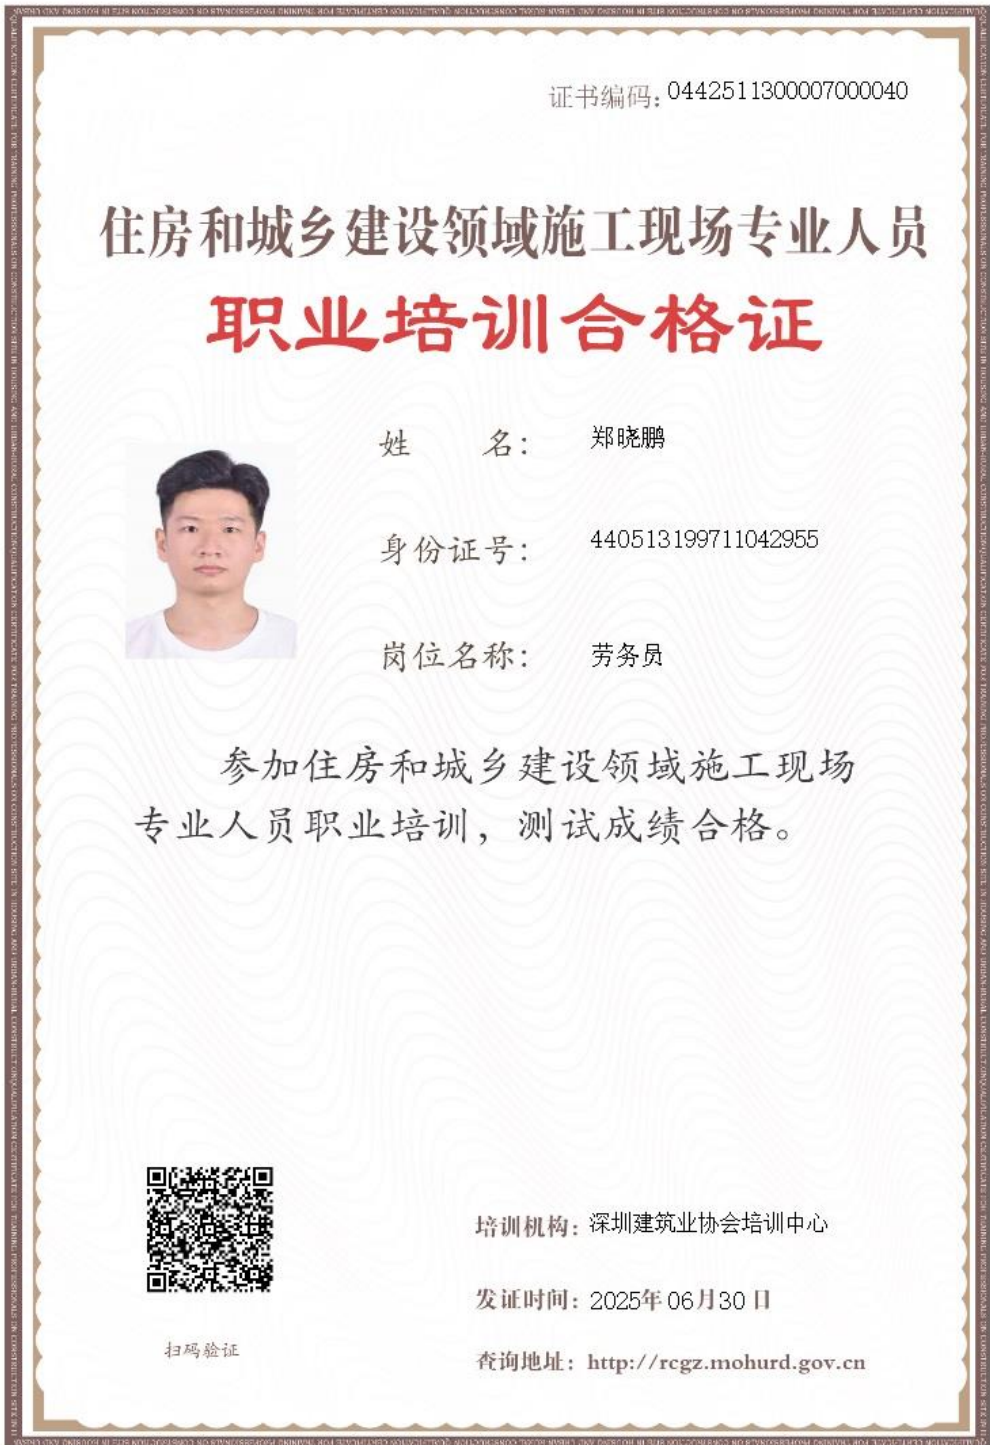 证书编码：0442511300007000040
住房和城乡建设领域施工现场专业人员
职业培训合格证
姓 名： 郑晓鹏
身份证号： 440513199711042955
岗位名称： 劳务员
参加住房和城乡建设领域施工现场
专业人员职业培训，测试成绩合格。
培训机构：深圳建筑业协会培训中心
发证时间：2025年06月30日
扫码验证
查询地址：http://rcgz.mohurd.gov.cn